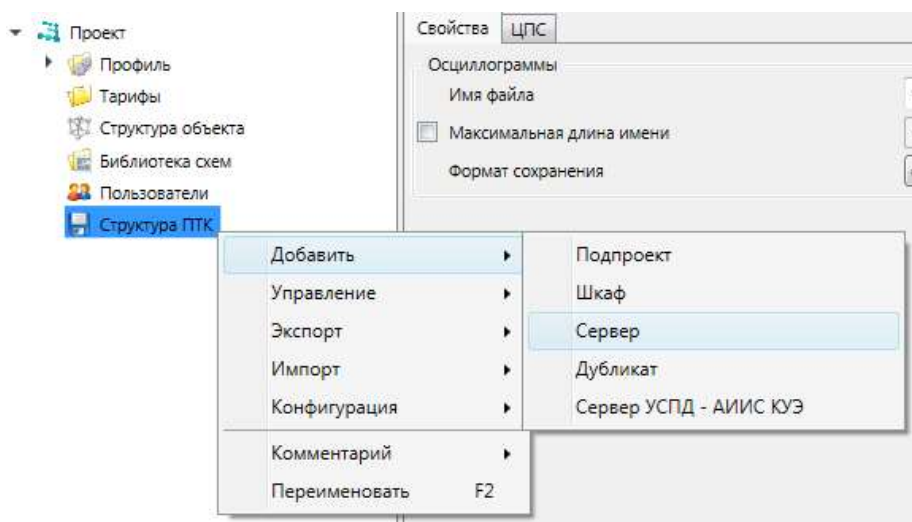 Проект
Профиль
Тарифы
Структура объекта
Библиотека схем
Пользователи
Структура ПТК
Свойства ЦПС
Осциллограммы
Имя файла
Максимальная длина имени
Формат сохранения
Добавить
Управление
Экспорт
Импорт
Конфигурация
Комментарий
Переименовать F2
Подпроект
Шкаф
Сервер
Дубликат
Сервер УСПД - АИИС КУЭ